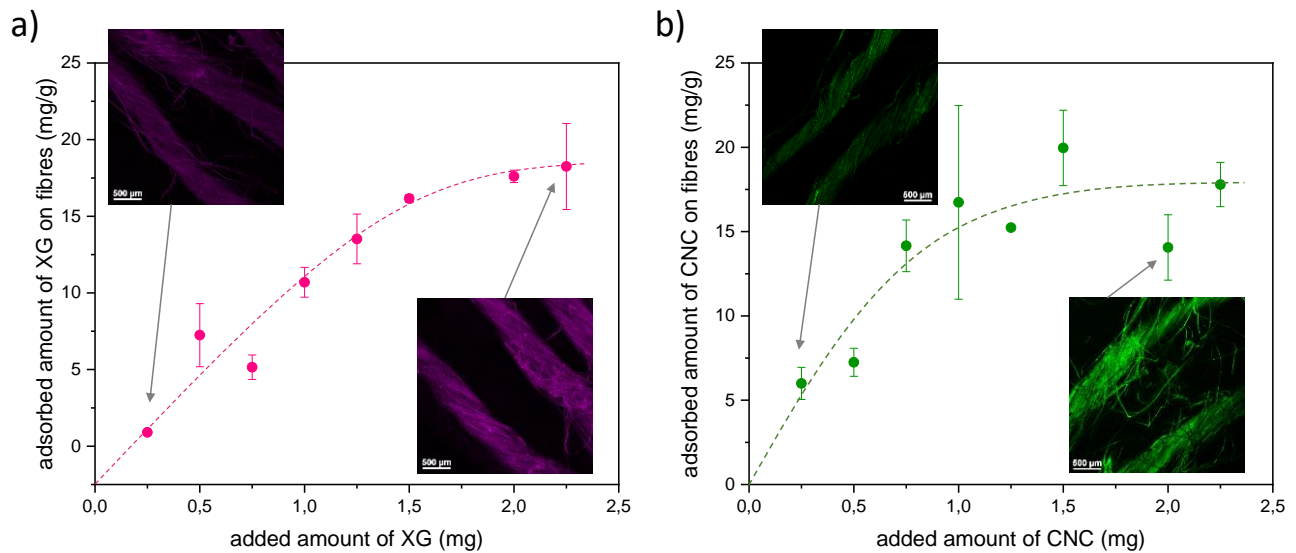 a)
adsorbed amount of XG on fibres (mg/g)
25
20
15
10
5
0
0,0 0,5 1,0 1,5 2,0 2,5
added amount of XG (mg)
500 µm
500 µm
b)
adsorbed amount of CNC on fibres (mg/g)
25
20
15
10
5
0
0,0 0,5 1,0 1,5 2,0 2,5
added amount of CNC (mg)
500 µm
500 µm